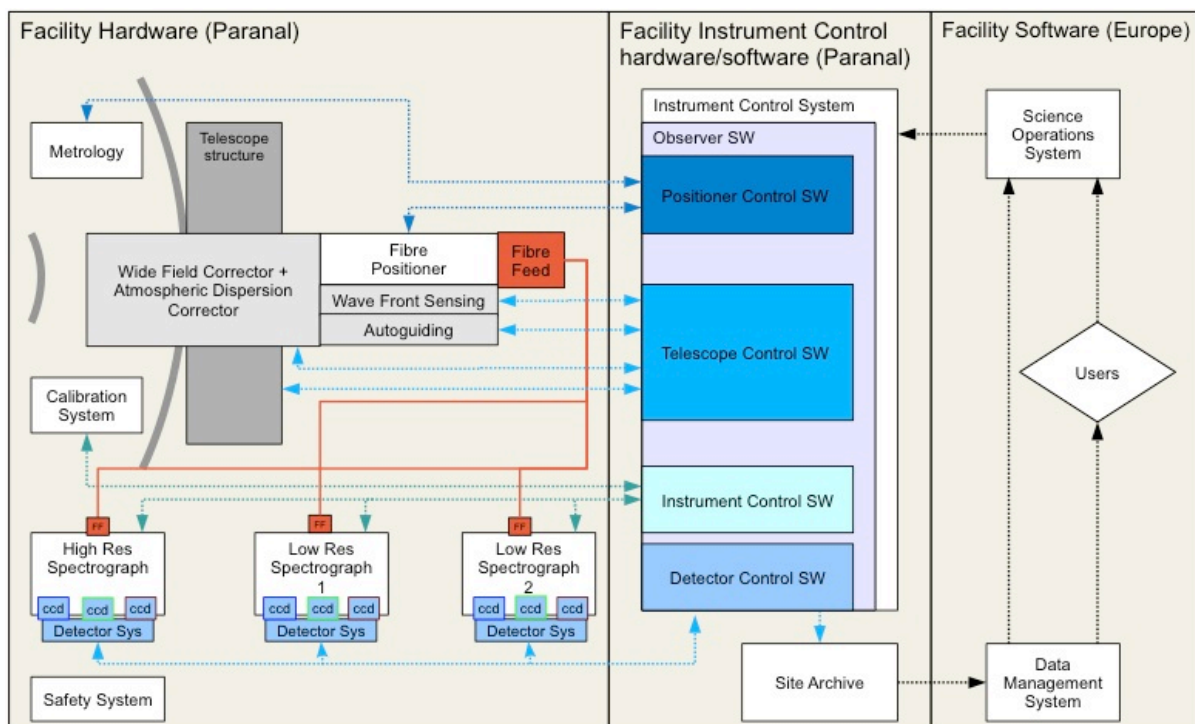 Facility Hardware (Paranal)
Metrology
Telescope
structure
Wide Field Corrector +
Atmospheric Dispersion
Corrector
Fibre
Positioner
Fibre
Feed
Wave Front Sensing
Autoguiding
Calibration
System
FF
High Res
Spectrograph
ccd
ccd
ccd
Detector Sys
FF
Low Res
Spectrograph
1
ccd
ccd
ccd
Detector Sys
FF
Low Res
Spectrograph
2
ccd
ccd
ccd
Detector Sys
Safety System
Facility Instrument Control
hardware/software (Paranal)
Instrument Control System
Observer SW
Positioner Control SW
Telescope Control SW
Instrument Control SW
Detector Control SW
Site Archive
Facility Software (Europe)
Science
Operations
System
Users
Data
Management
System